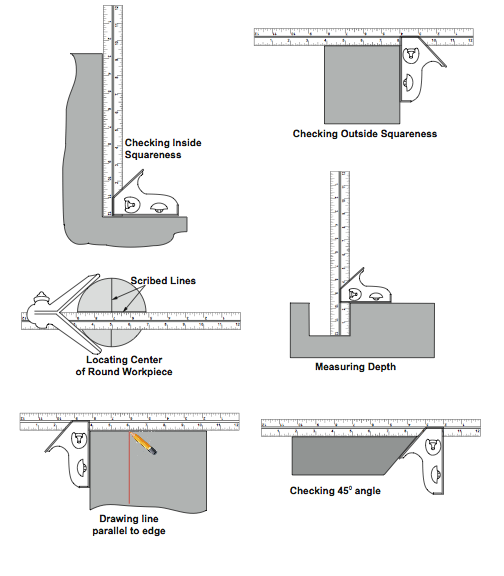 Checking Inside
Squareness
Checking Outside Squareness
Scribed Lines
Locating Center
of Round Workpiece
Measuring Depth
Drawing line
parallel to edge
Checking 45⁰ angle